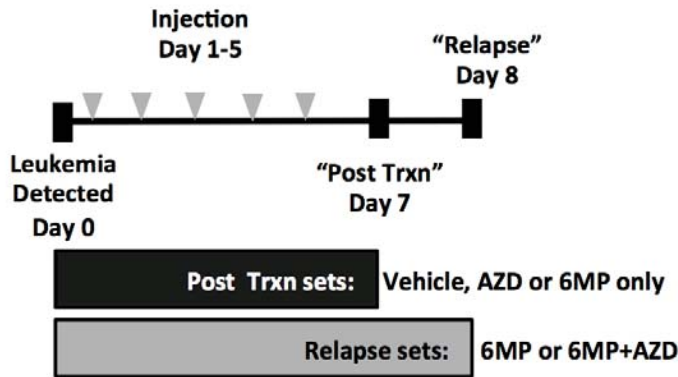 Injection
Day 1-5
“Relapse”
Day 8
Leukemia
Detected
Day 0
“Post Trxn”
Day 7
Post Trxn sets: Vehicle, AZD or 6MP only
Relapse sets: 6MP or 6MP+AZD